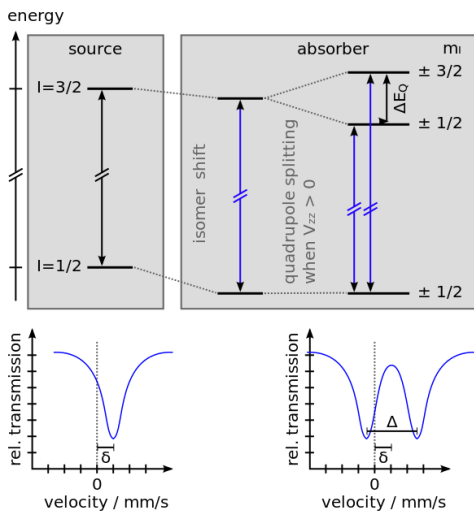 energy
source
absorber
mI
I=3/2
± 3/2
ΔEQ
± 1/2
isomer shift
quadrupole splitting
when Vzz > 0
I=1/2
± 1/2
rel. transmission
δ
0
velocity / mm/s
rel. transmission
Δ
δ
0
velocity / mm/s